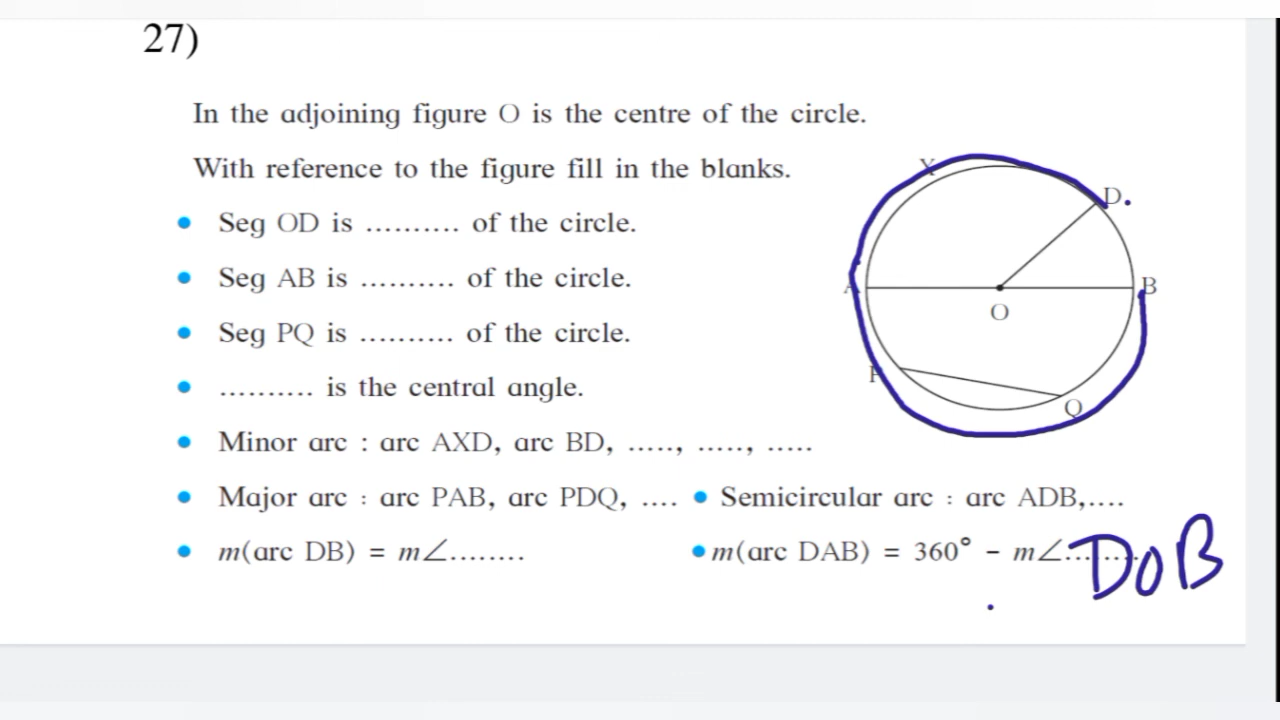 27)
In the adjoining figure O is the centre of the circle.
With reference to the figure fill in the blanks.
• Seg OD is .......... of the circle.
• Seg AB is .......... of the circle.
• Seg PQ is .......... of the circle.
• .......... is the central angle.
• Minor arc : arc AXD, arc BD, ....., ....., .....
• Major arc : arc PAB, arc PDQ, .... • Semicircular arc : arc ADB,....
• m(arc DB) = m∠........ • m(arc DAB) = 360° - m∠........ DOB
X
D.
A
B
O
P
Q